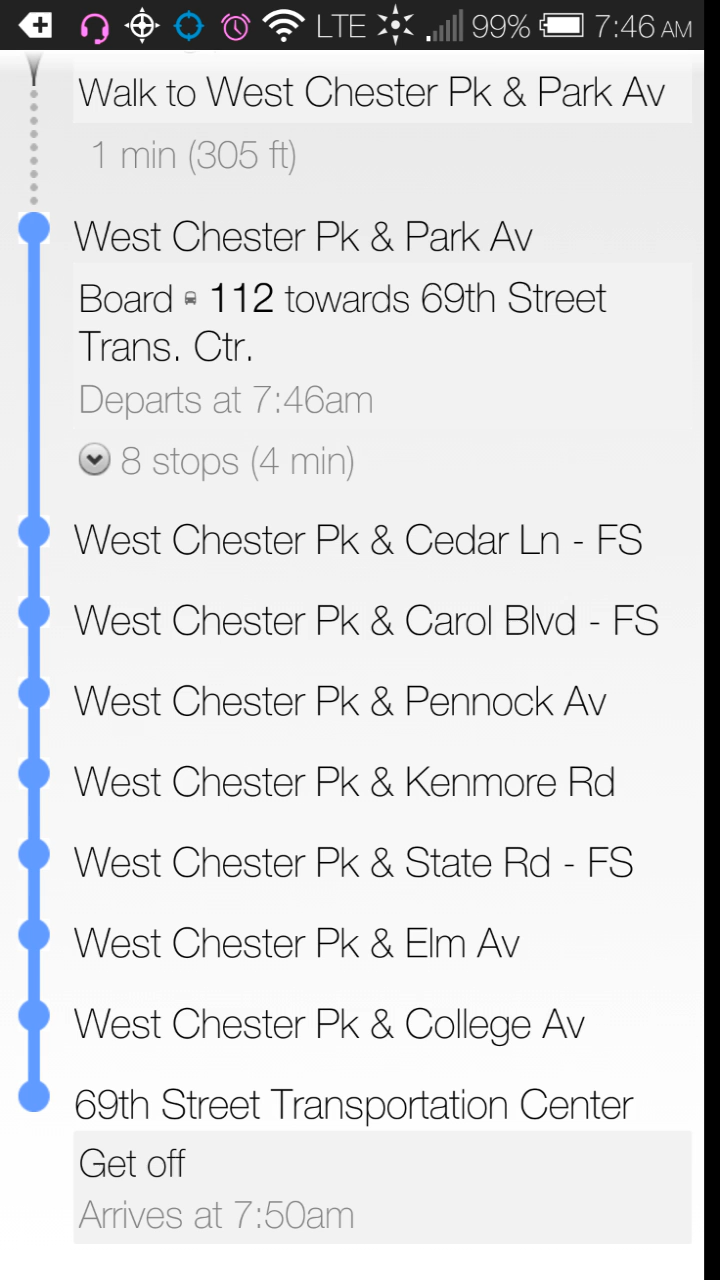 LTE 99% 7:46 AM
Walk to West Chester Pk & Park Av
1 min (305 ft)
West Chester Pk & Park Av
Board 112 towards 69th Street
Trans. Ctr.
Departs at 7:46am
8 stops (4 min)
West Chester Pk & Cedar Ln - FS
West Chester Pk & Carol Blvd - FS
West Chester Pk & Pennock Av
West Chester Pk & Kenmore Rd
West Chester Pk & State Rd - FS
West Chester Pk & Elm Av
West Chester Pk & College Av
69th Street Transportation Center
Get off
Arrives at 7:50am